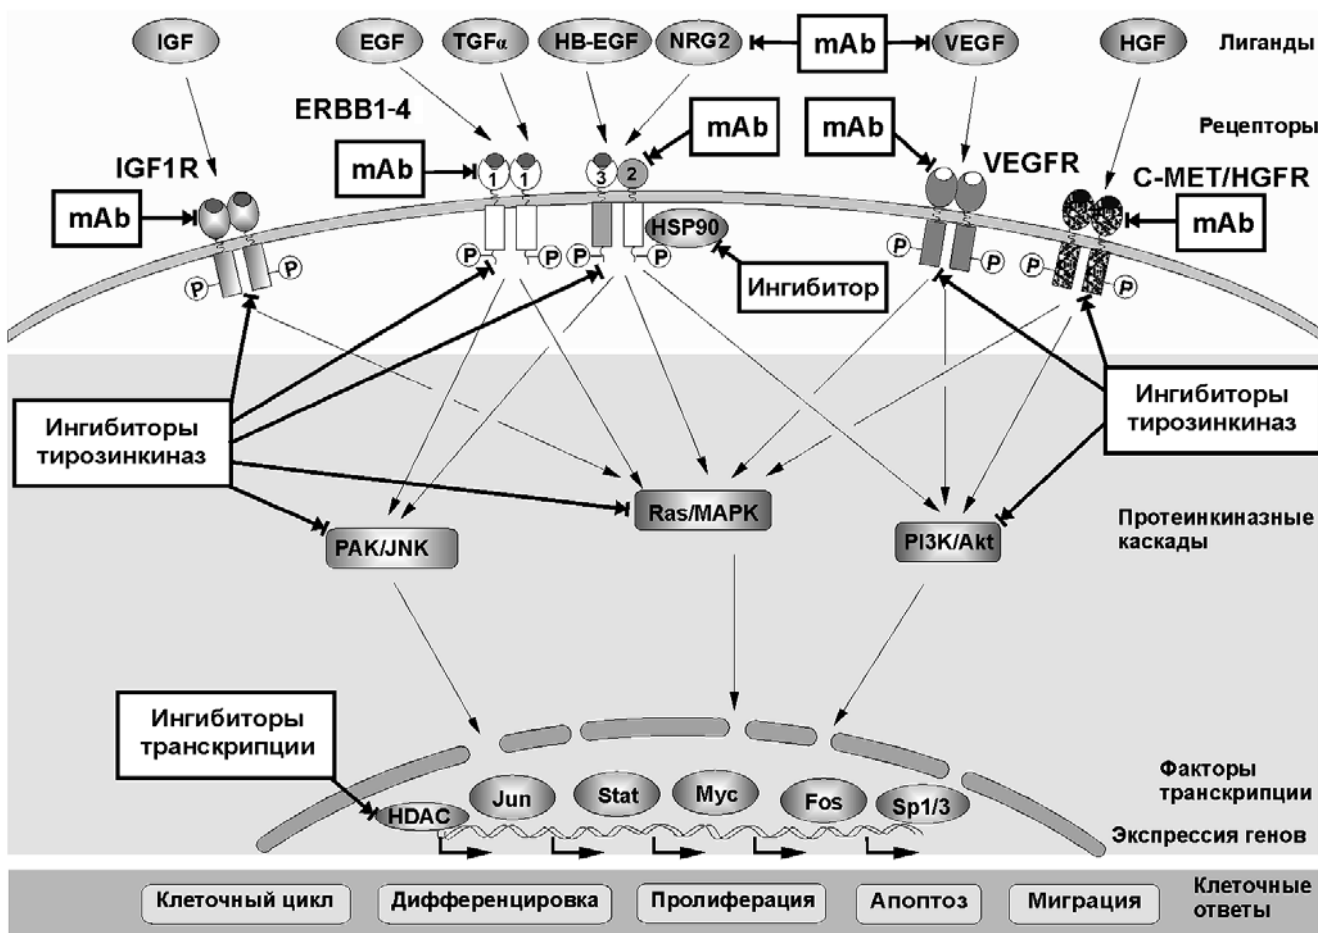 IGF
EGF
TGFα
HB-EGF
NRG2
mAb
VEGF
HGF
Лиганды
ERBB1-4
mAb
mAb
Рецепторы
IGF1R
mAb
VEGFR
C-MET/HGFR
1
1
3
2
mAb
mAb
HSP90
P
P
P
P
P
P
P
P
P
P
Ингибитор
Ингибиторы
тирозинкиназ
Ингибиторы
тирозинкиназ
Ras/MAPK
PAK/JNK
PI3K/Akt
Протеинкиназные
каскады
Ингибиторы
транскрипции
Факторы
транскрипции
HDAC
Jun
Stat
Myc
Fos
Sp1/3
Экспрессия генов
Клеточный цикл
Дифференцировка
Пролиферация
Апоптоз
Миграция
Клеточные
ответы